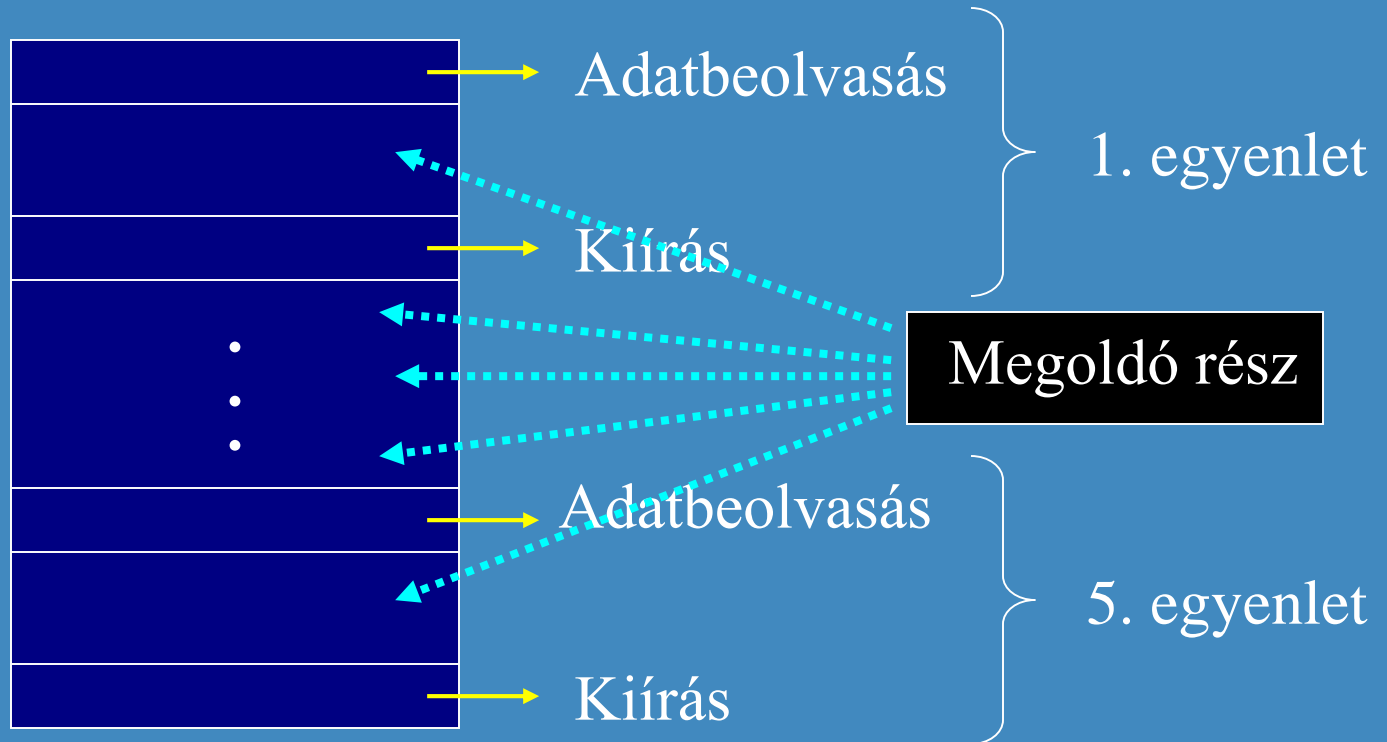 Adatbeolvasás
1. egyenlet
Kiírás
Megoldó rész
Adatbeolvasás
5. egyenlet
Kiírás